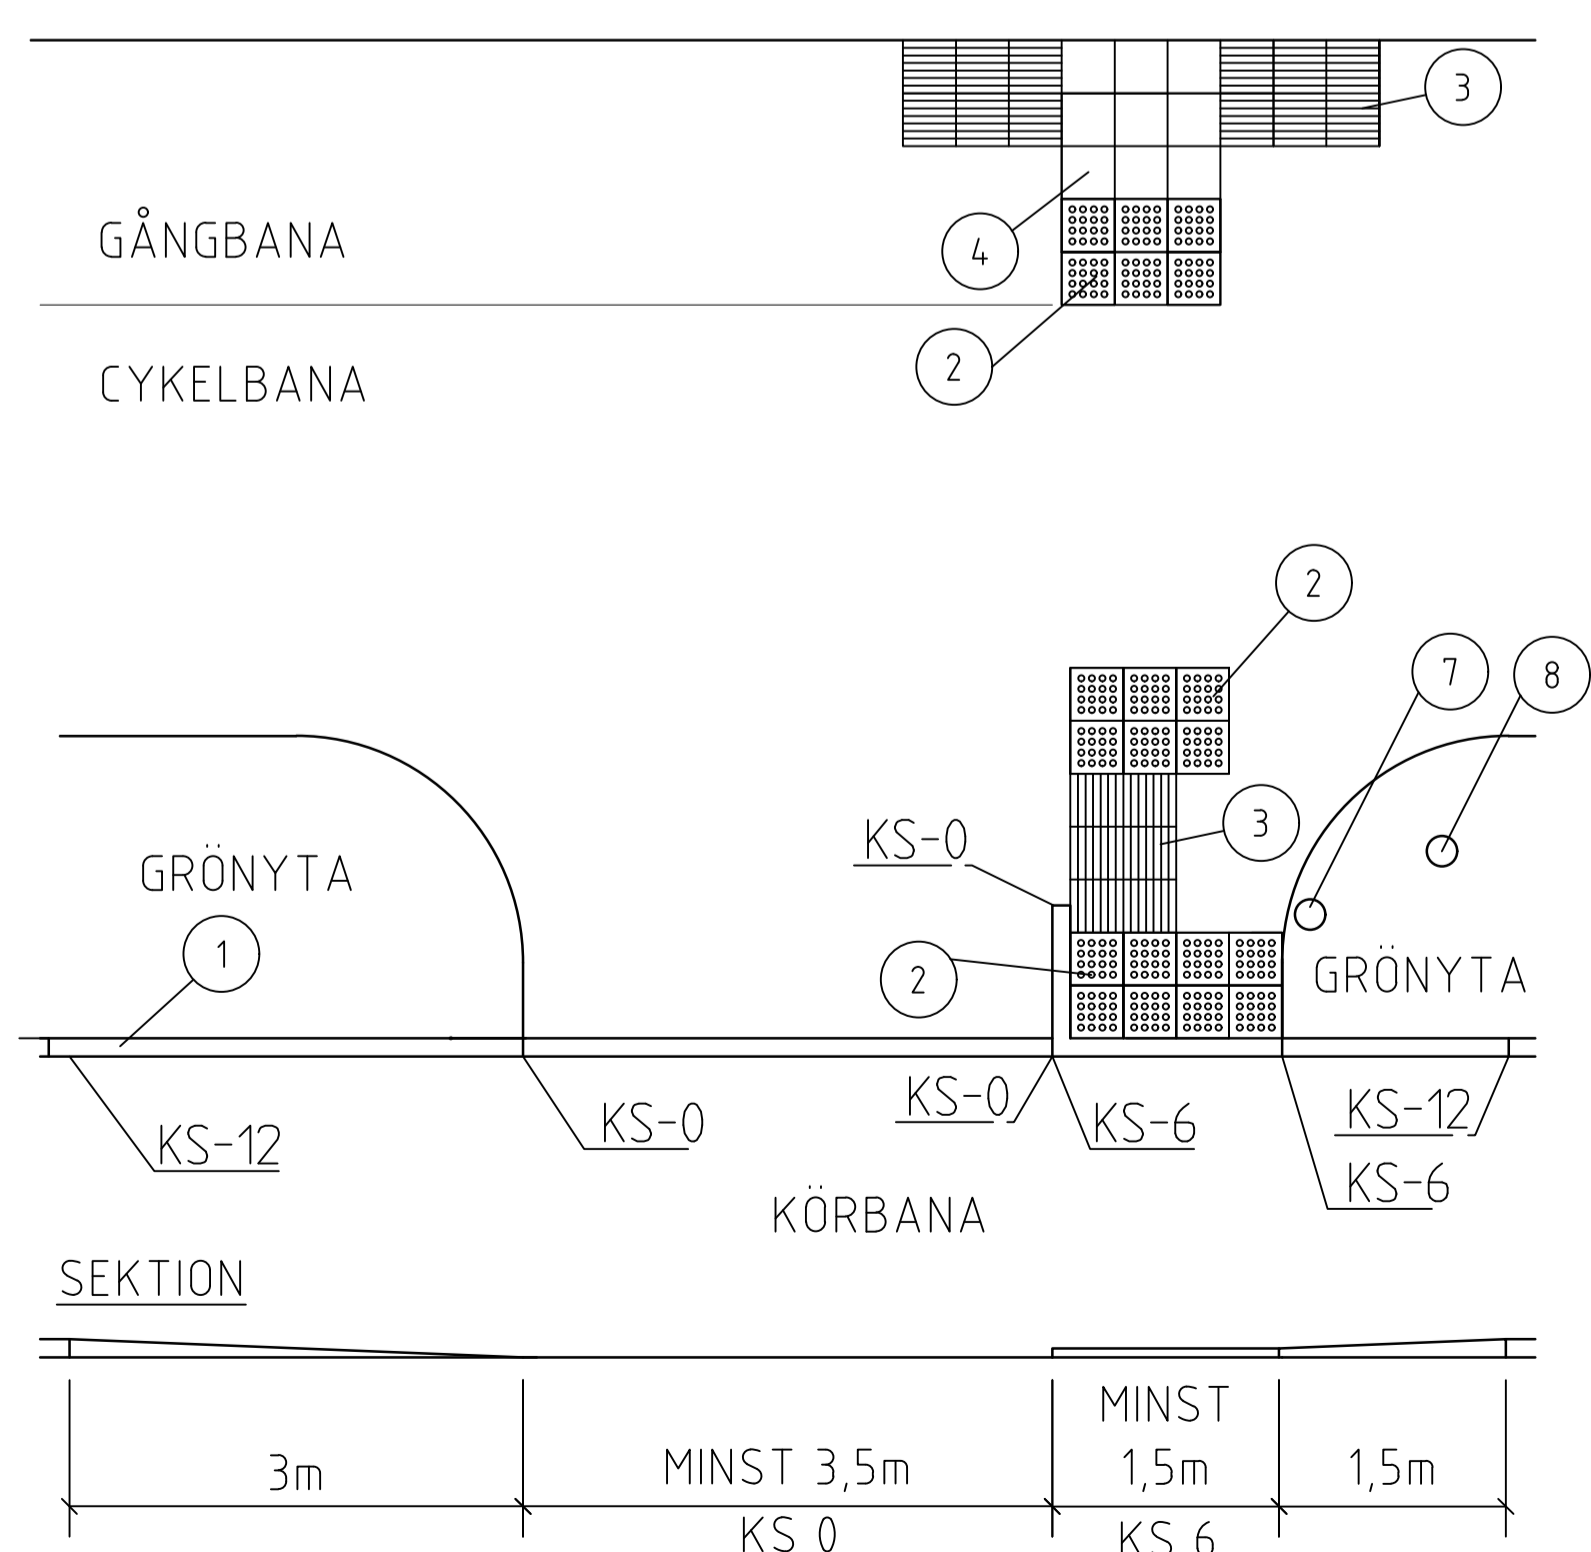 3
GÅNGBANA
4
2
CYKELBANA
2
7
8
KS-0
3
GRÖNYTA
1
2
GRÖNYTA
KS-12
KS-0
KS-0
KS-6
KS-12
KS-6
KÖRBANA
SEKTION
3m
MINST 3,5m
MINST
1,5m
1,5m
KS 0
KS 6